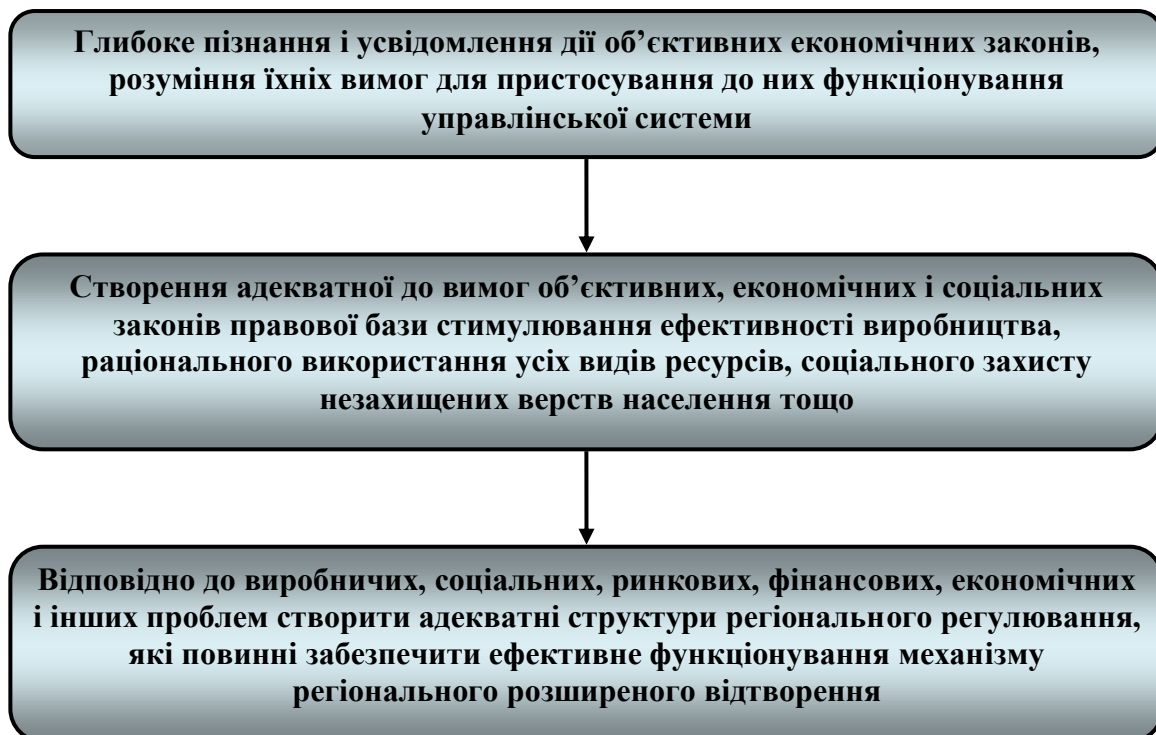 Глибоке пізнання і усвідомлення дії об’єктивних економічних законів,
розуміння їхніх вимог для пристосування до них функціонування
управлінської системи
Створення адекватної до вимог об’єктивних, економічних і соціальних
законів правової бази стимулювання ефективності виробництва,
раціонального використання усіх видів ресурсів, соціального захисту
незахищених верств населення тощо
Відповідно до виробничих, соціальних, ринкових, фінансових, економічних
і інших проблем створити адекватні структури регіонального регулювання,
які повинні забезпечити ефективне функціонування механізму
регіонального розширеного відтворення